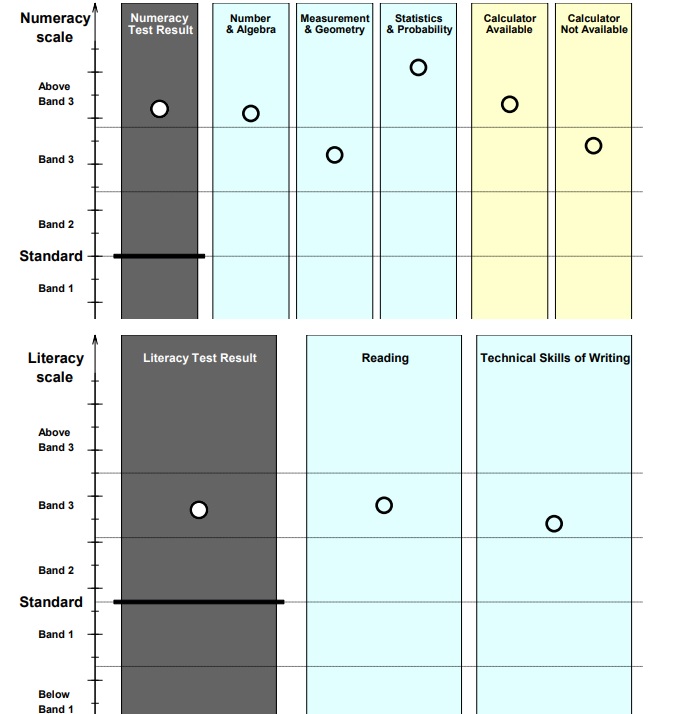 Numeracy
scale
Numeracy
Test Result
Number
& Algebra
Measurement
& Geometry
Statistics
& Probability
Calculator
Available
Calculator
Not Available
Above
Band 3
Band 3
Band 2
Standard
Band 1
Literacy
scale
Literacy Test Result
Reading
Technical Skills of Writing
Above
Band 3
Band 3
Band 2
Standard
Band 1
Below
Band 1